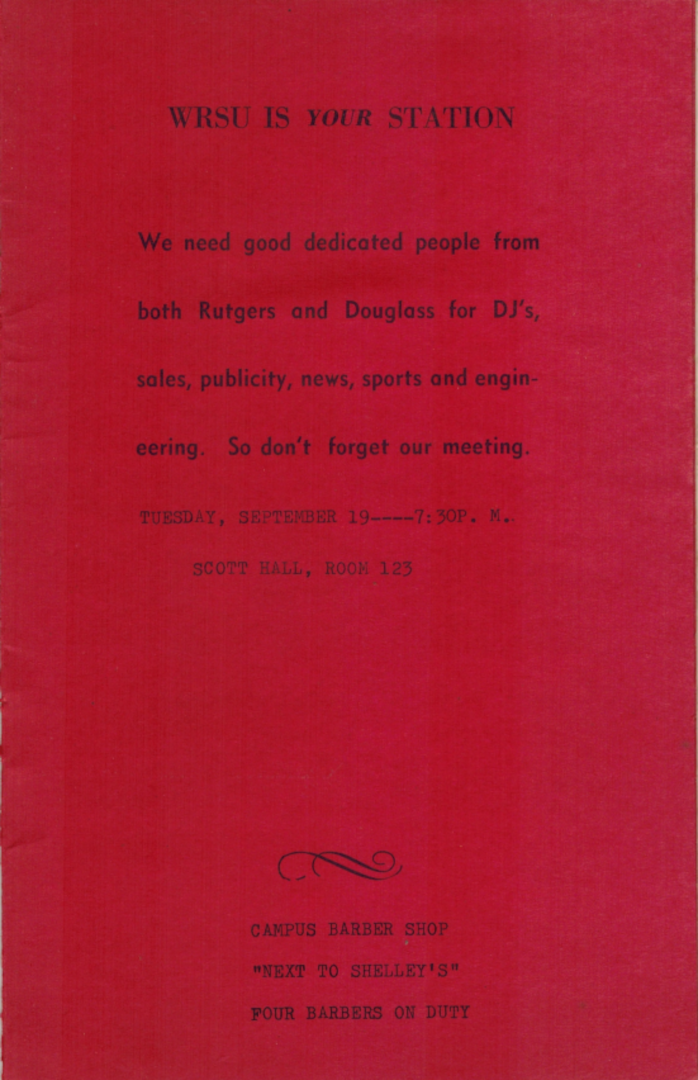 WRSU IS YOUR STATION
We need good dedicated people from
both Rutgers and Douglass for DJ's,
sales, publicity, news, sports and engin-
eering. So don't forget our meeting.
TUESDAY, SEPTEMBER 19----7:30P. M..
SCOTT HALL, ROOM 123
CAMPUS BARBER SHOP
"NEXT TO SHELLEY'S"
FOUR BARBERS ON DUTY